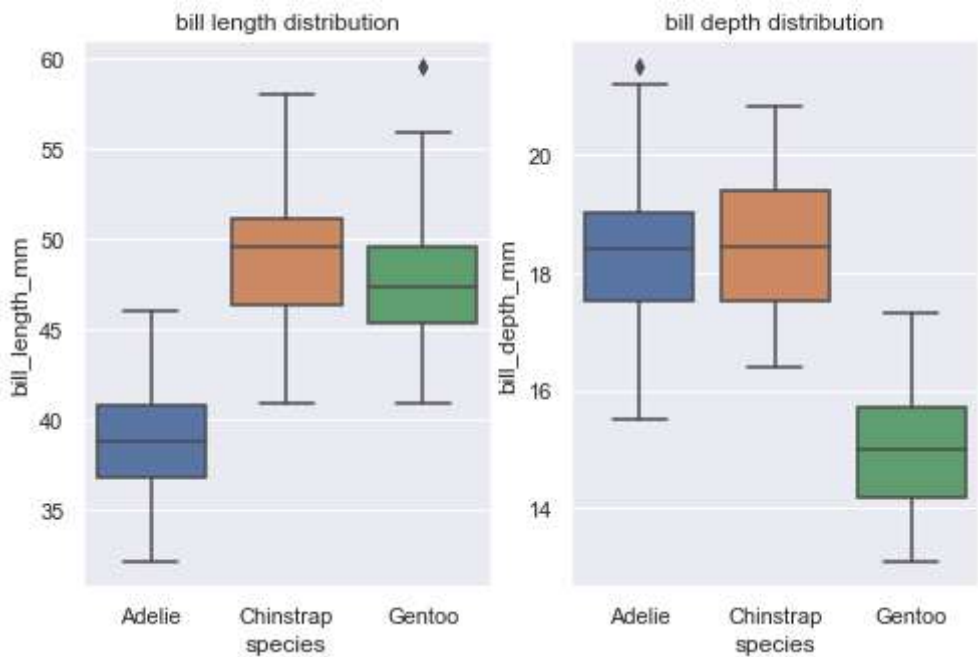 bill length distribution
60
55
50
45
40
35
bill_length_mm
Adelie
Chinstrap
Gentoo
species
bill depth distribution
20
18
16
14
bill_depth_mm
Adelie
Chinstrap
Gentoo
species